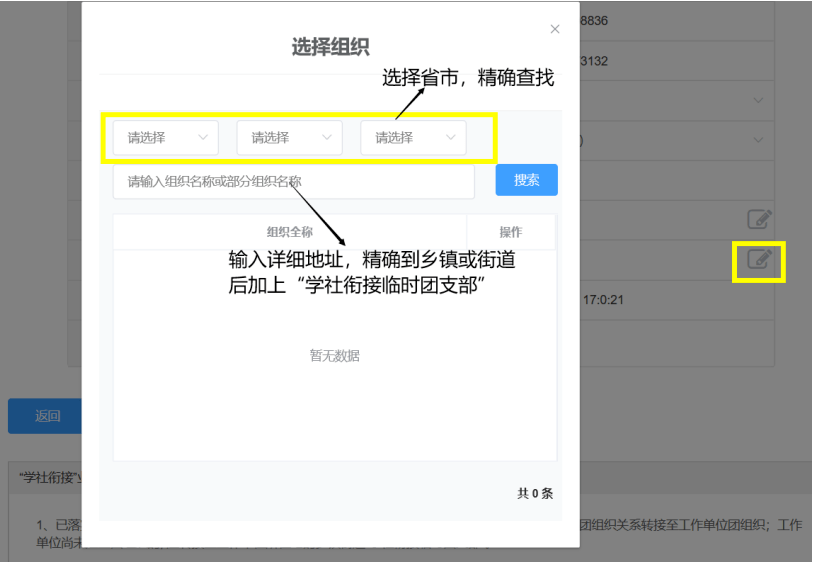 8836
选择组织
3132
选择省市，精确查找
请选择 请选择 请选择
)
请输入组织名称或部分组织名称 搜索
组织全称 操作
输入详细地址，精确到乡镇或街道
后加上“学社衔接临时团支部”
17:0:21
暂无数据
返回
共 0 条
“学社衔接”
1、已落 团组织关系转接至工作单位团组织；工作
单位尚未